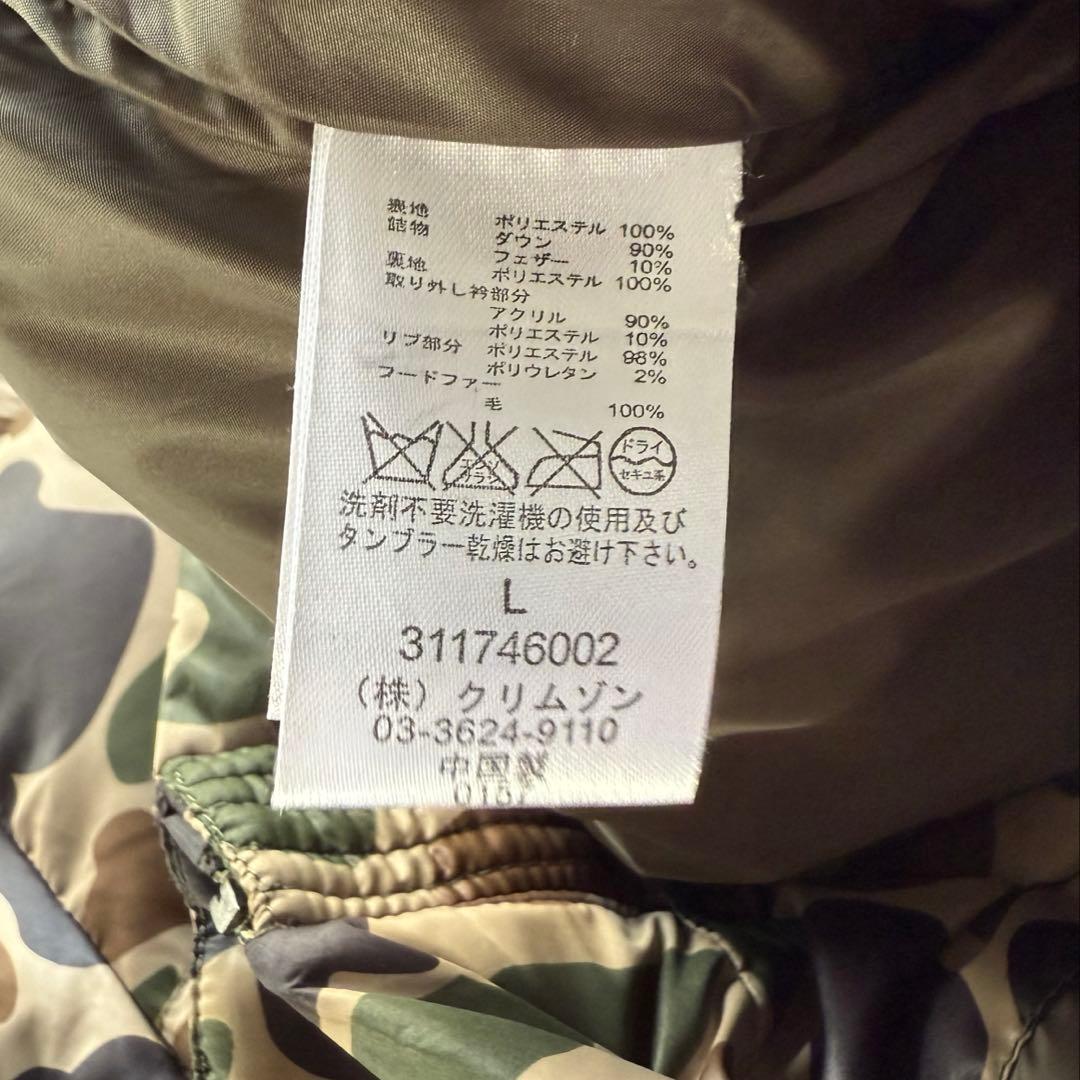 表地 ポリエステル 100%
詰物 ダウン 90%
フェザー 10%
裏地 ポリエステル 100%
取り外し衿部分
アクリル 90%
ポリエステル 10%
リブ部分 ポリエステル 98%
ポリウレタン 2%
フードファー
毛 100%
エンソ サラシ ドライ セキユ系
洗剤不要洗濯機の使用及び
タンブラー乾燥はお避け下さい。
L
311746002
(株) クリムゾン
03-3624-9110
中国製